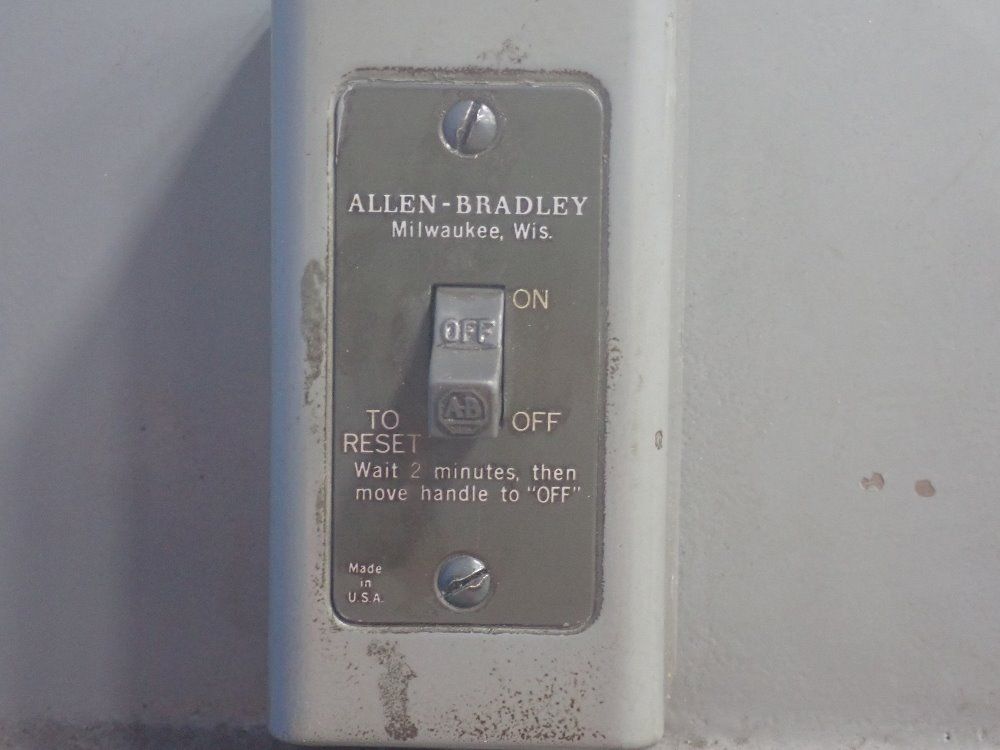 ALLEN-BRADLEY
Milwaukee, Wis.
ON
OFF
A-B
TO
RESET
OFF
Wait 2 minutes, then
move handle to "OFF"
Made
in
U.S.A.